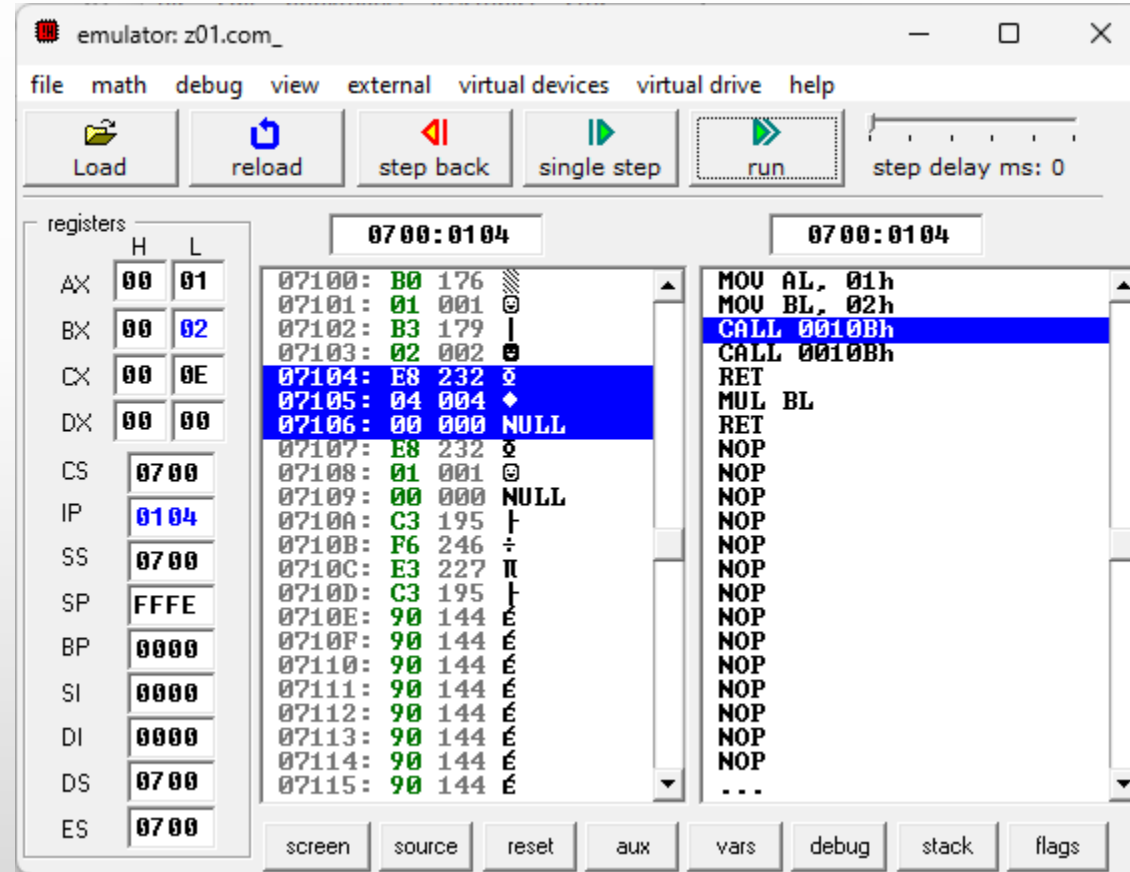 emulator: z01.com_
file math debug view external virtual devices virtual drive help
Load reload step back single step run step delay ms: 0
registers
H L
AX 00 01
BX 00 02
CX 00 0E
DX 00 00
CS 0700
IP 0104
SS 0700
SP FFFE
BP 0000
SI 0000
DI 0000
DS 0700
ES 0700
0700:0104
07100: B0 176 ▒
07101: 01 001 ☺
07102: B3 179 │
07103: 02 002 ☻
07104: E8 232 Φ
07105: 04 004 ♦
07106: 00 000 NULL
07107: E8 232 Φ
07108: 01 001 ☺
07109: 00 000 NULL
0710A: C3 195 ├
0710B: F6 246 ÷
0710C: E3 227 π
0710D: C3 195 ├
0710E: 90 144 É
0710F: 90 144 É
07110: 90 144 É
07111: 90 144 É
07112: 90 144 É
07113: 90 144 É
07114: 90 144 É
07115: 90 144 É
0700:0104
MOV AL, 01h
MOV BL, 02h
CALL 0010Bh
CALL 0010Bh
RET
MUL BL
RET
NOP
NOP
NOP
NOP
NOP
NOP
NOP
NOP
NOP
NOP
NOP
NOP
NOP
NOP
...
screen source reset aux vars debug stack flags